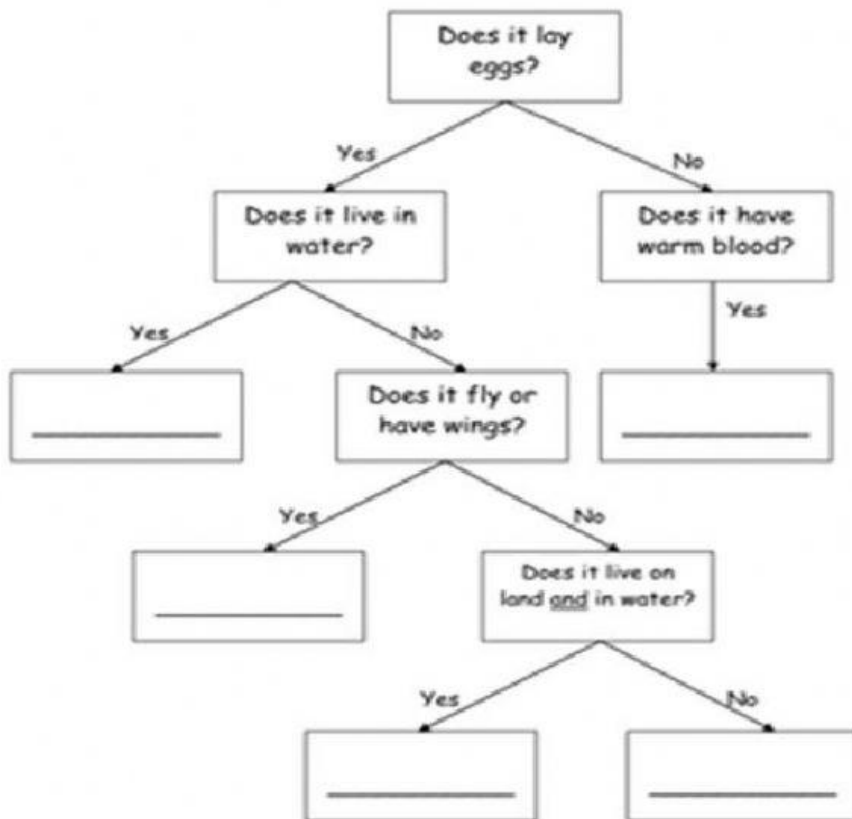 Does it lay
eggs?
Yes
No
Does it live in
water?
Does it have
warm blood?
Yes
No
Yes
Does it fly or
have wings?
Yes
No
Does it live on
land and in water?
Yes
No